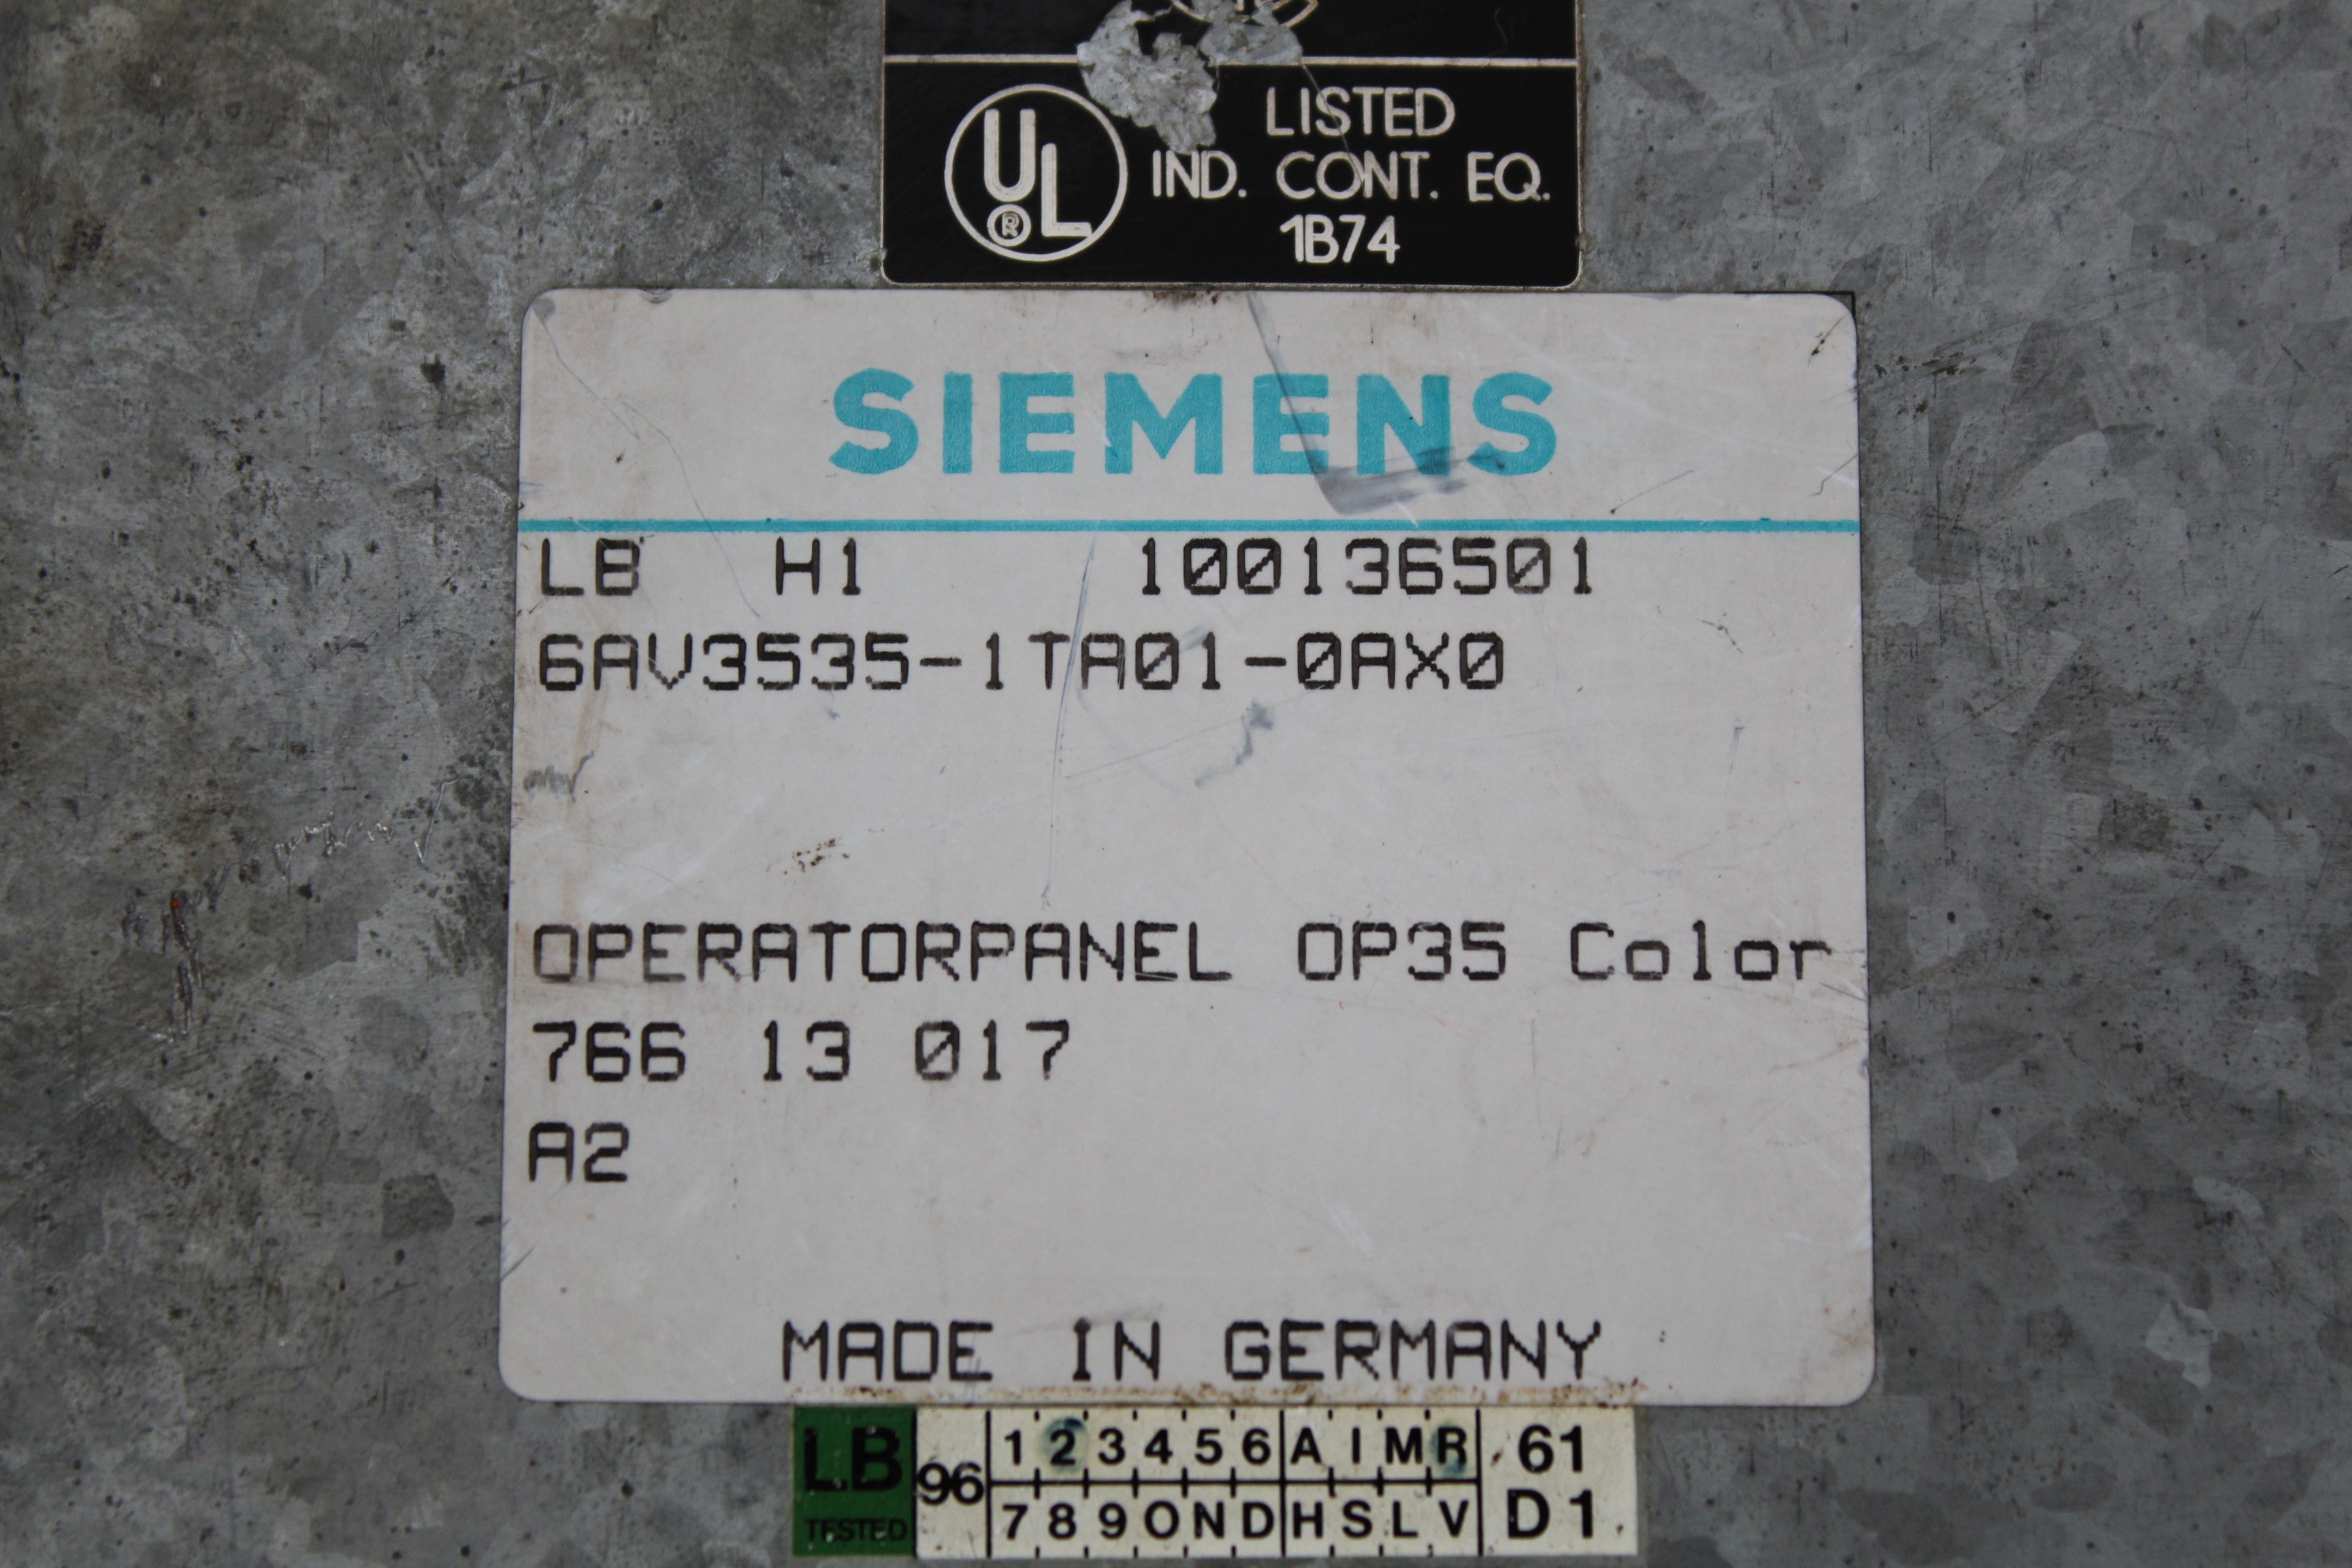 UL
®
LISTED
IND. CONT. EQ.
1B74
SIEMENS
LB H1 100136501
6AV3535-1TA01-0AX0
OPERATORPANEL OP35 Color
766 13 017
A2
MADE IN GERMANY
LB TESTED
96
1 2 3 4 5 6 A I M R
7 8 9 O N D H S L V
61
D1